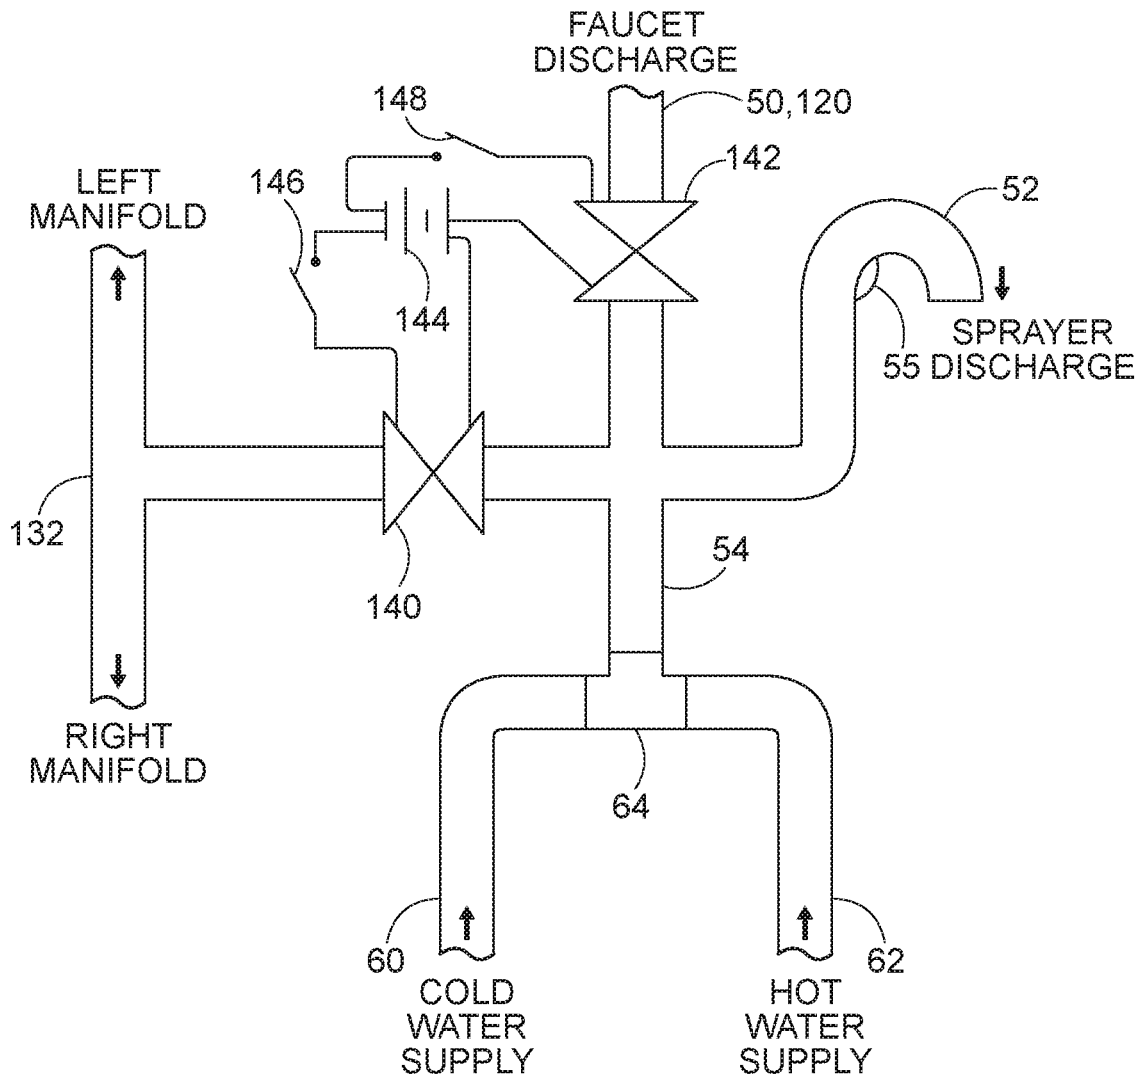 FAUCET
DISCHARGE
148
50,120
146
142
LEFT
MANIFOLD
52
144
SPRAYER
55 DISCHARGE
132
54
140
RIGHT
MANIFOLD
64
60
62
COLD
WATER
SUPPLY
HOT
WATER
SUPPLY